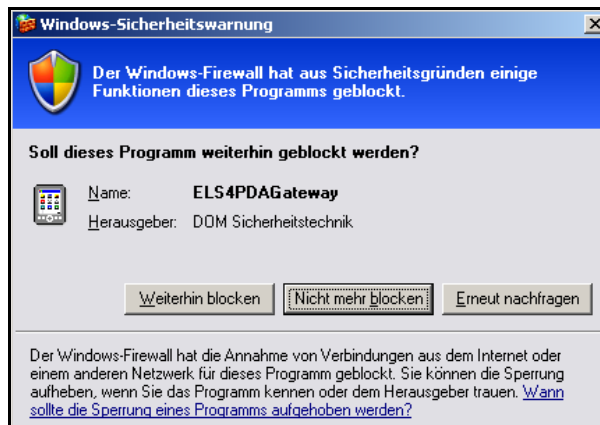 Windows-Sicherheitswarnung
Der Windows-Firewall hat aus Sicherheitsgründen einige
Funktionen dieses Programms geblockt.
Soll dieses Programm weiterhin geblockt werden?
Name: ELS4PDAGateway
Herausgeber: DOM Sicherheitstechnik
Weiterhin blocken Nicht mehr blocken Erneut nachfragen
Der Windows-Firewall hat die Annahme von Verbindungen aus dem Internet oder
einem anderen Netzwerk für dieses Programm geblockt. Sie können die Sperrung
aufheben, wenn Sie das Programm kennen oder dem Herausgeber trauen. Wann
sollte die Sperrung eines Programms aufgehoben werden?